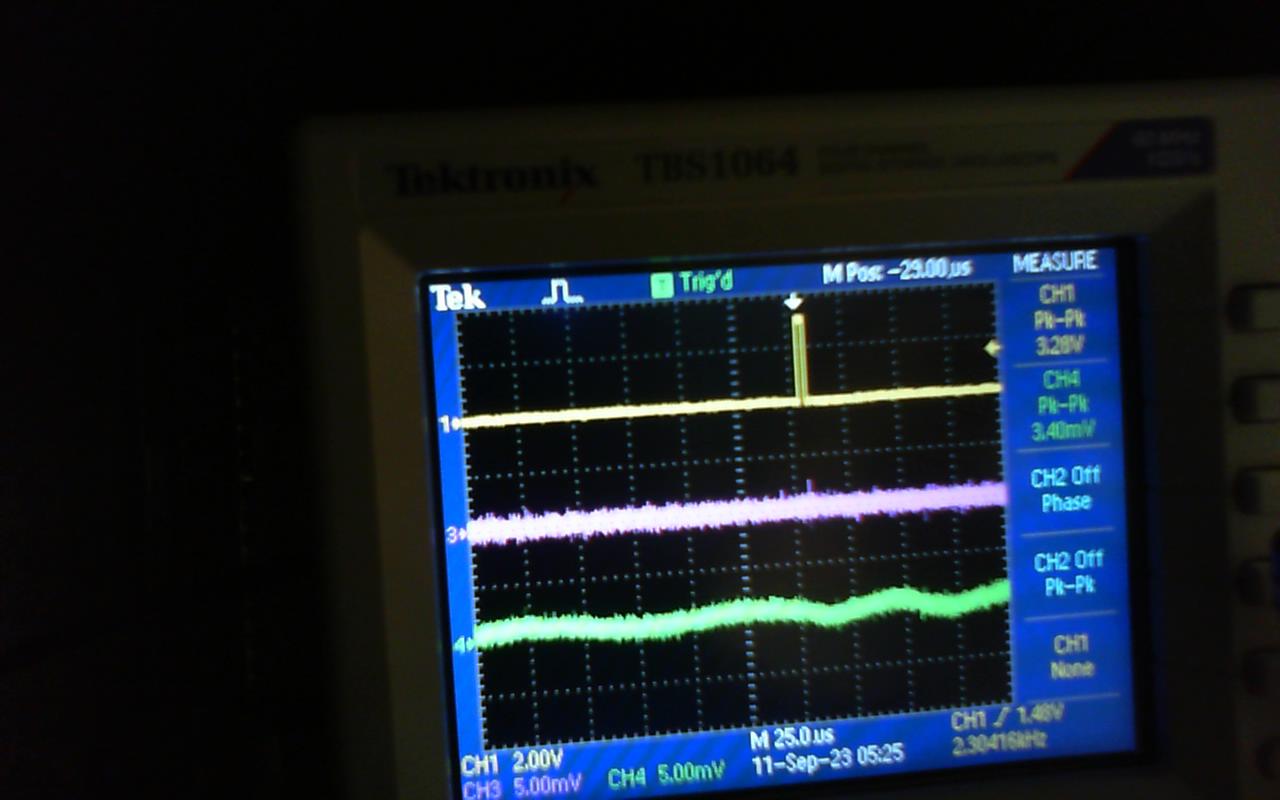 Tektronix TBS1064
Tek Trig'd M Pos: -29.00µs MEASURE
CH1
Pk-Pk
3.28V
CH4
Pk-Pk
3.40mV
CH2 Off
Phase
CH2 Off
Pk-Pk
CH1
None
1
3
4
CH1 2.00V M 25.0µs CH1 1.48V
CH3 5.00mV CH4 5.00mV 11-Sep-23 05:25 2.30416kHz